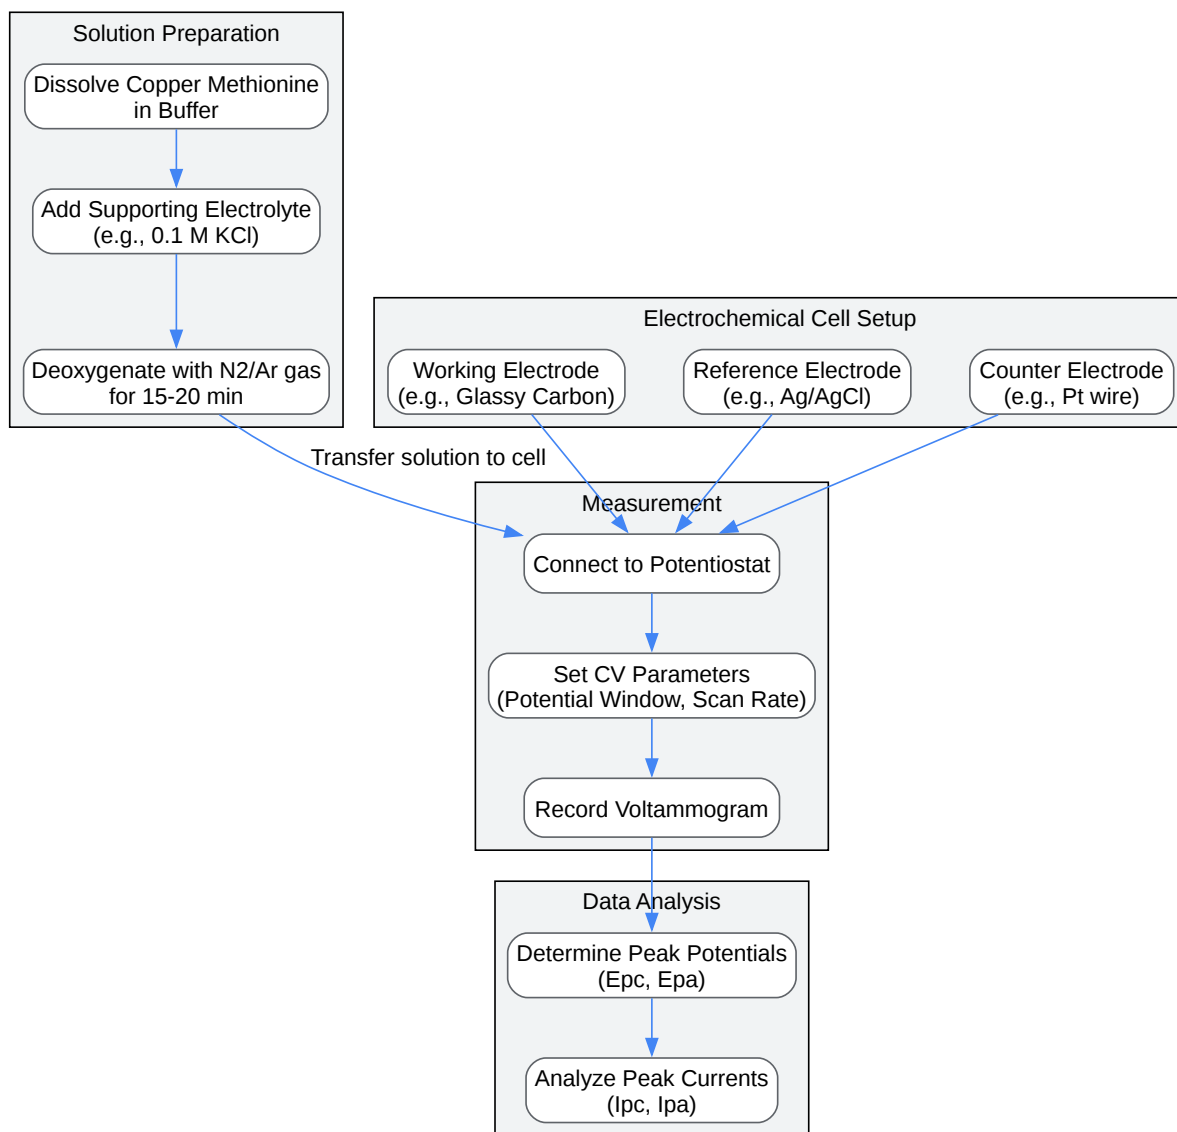 Solution Preparation
Dissolve Copper Methionine
in Buffer
Add Supporting Electrolyte
(e.g., 0.1 M KCl)
Deoxygenate with N2/Ar gas
for 15-20 min
Electrochemical Cell Setup
Working Electrode
(e.g., Glassy Carbon)
Reference Electrode
(e.g., Ag/AgCl)
Counter Electrode
(e.g., Pt wire)
Transfer solution to cell
Measurement
Connect to Potentiostat
Set CV Parameters
(Potential Window, Scan Rate)
Record Voltammogram
Data Analysis
Determine Peak Potentials
(Epc, Epa)
Analyze Peak Currents
(Ipc, Ipa)